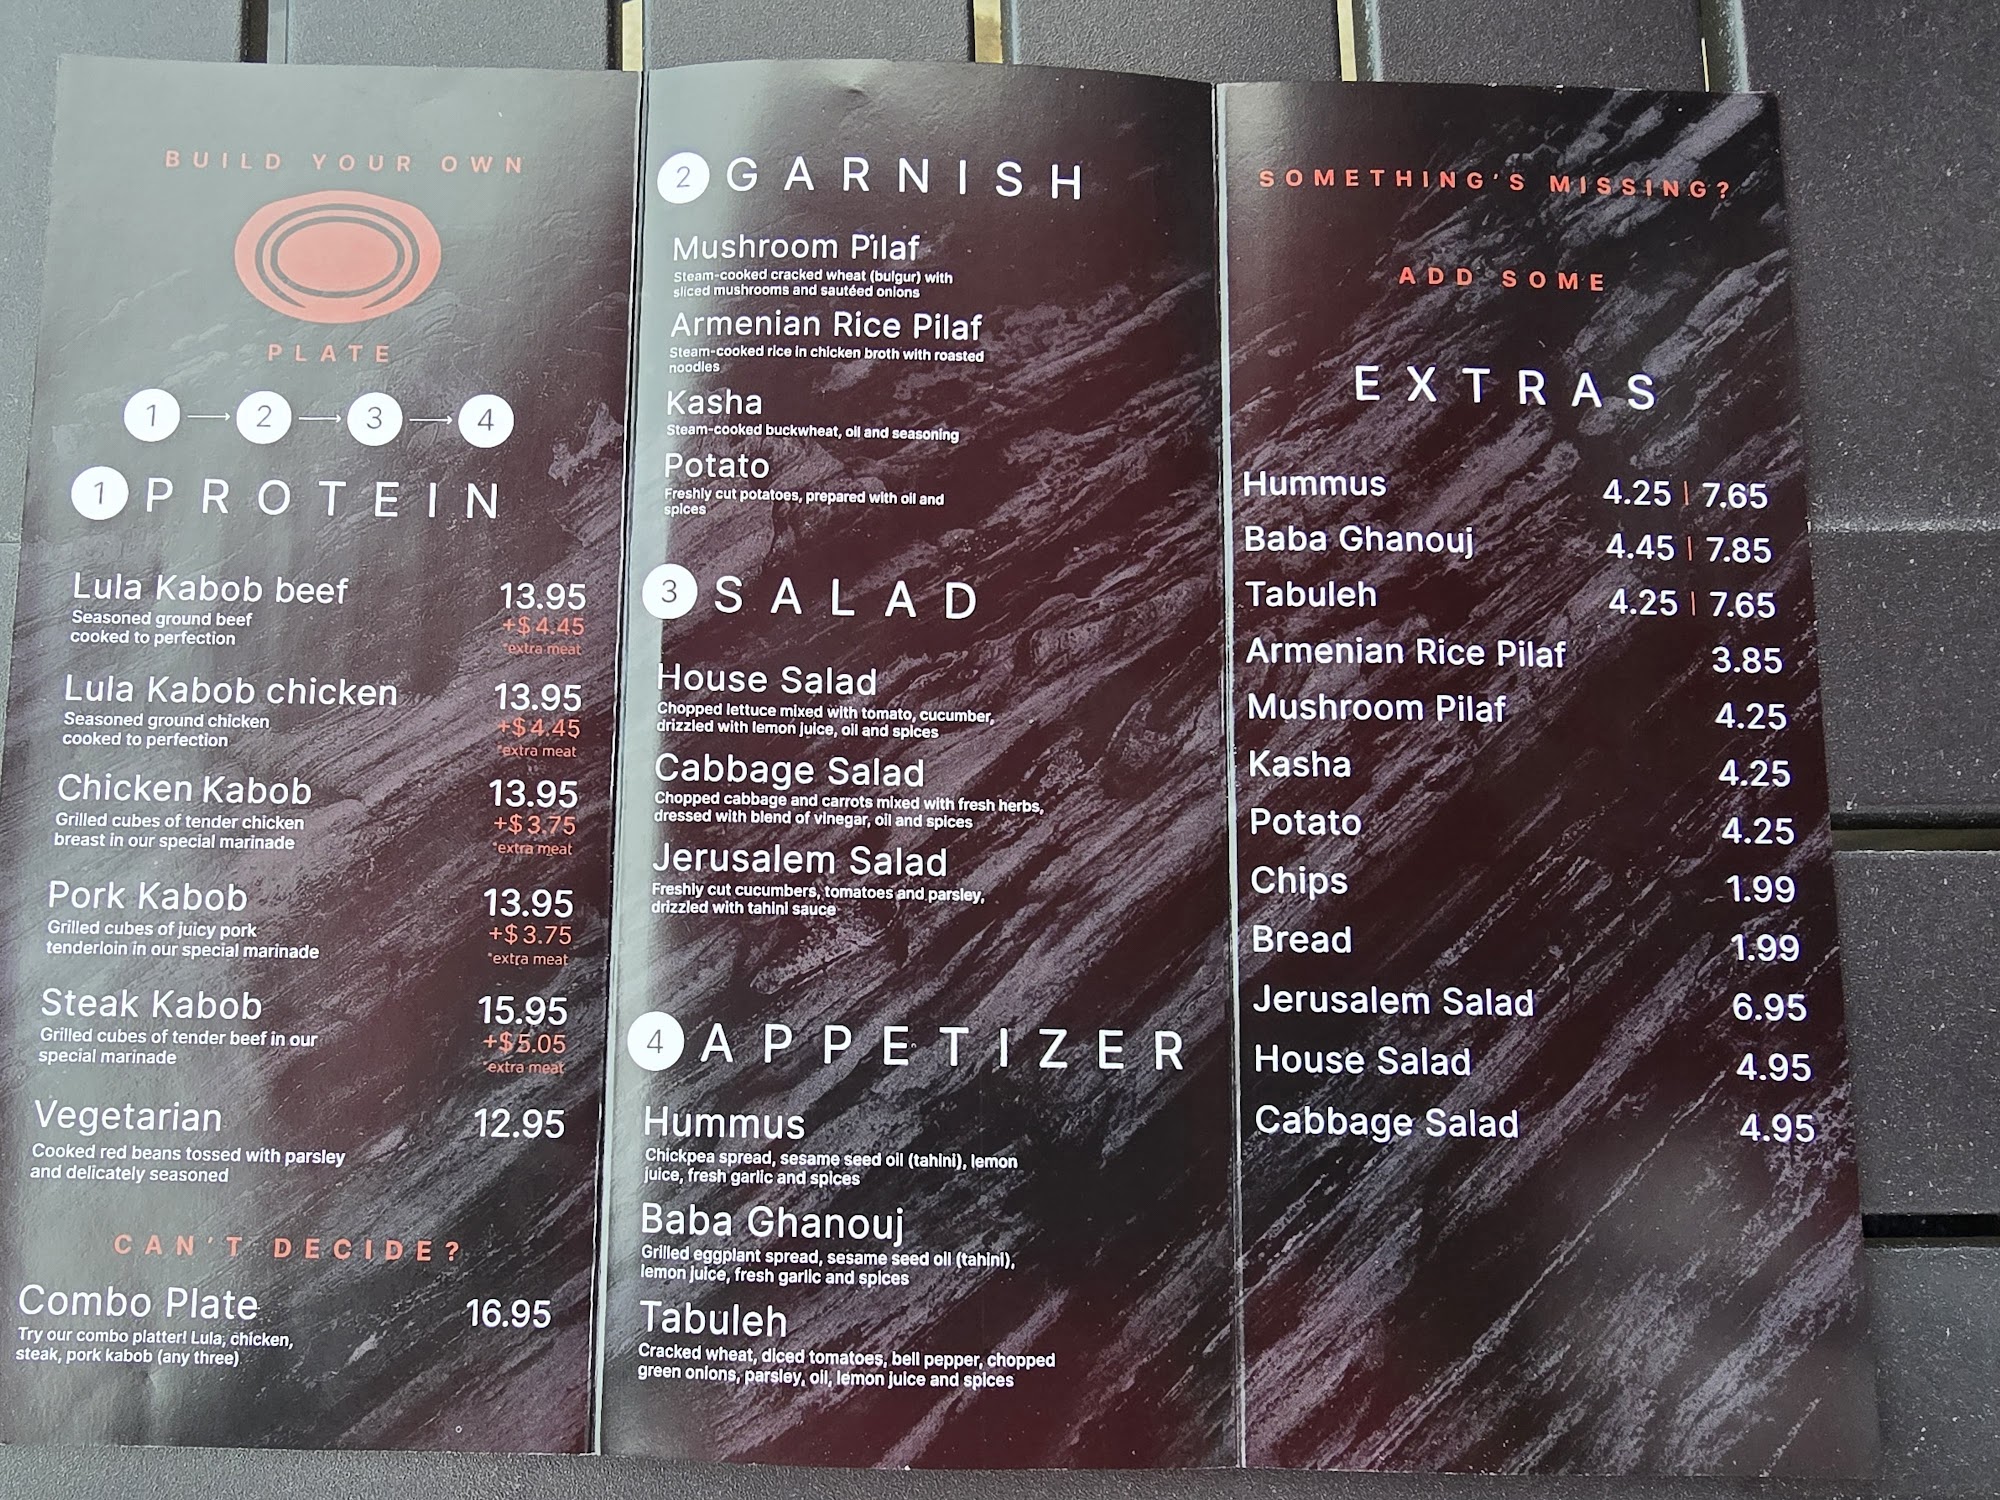 BUILD YOUR OWN
PLATE
1 → 2 → 3 → 4
1 PROTEIN
Lula Kabob beef 13.95
Seasoned ground beef +$4.45
cooked to perfection *extra meat
Lula Kabob chicken 13.95
Seasoned ground chicken +$4.45
cooked to perfection *extra meat
Chicken Kabob 13.95
Grilled cubes of tender chicken +$3.75
breast in our special marinade *extra meat
Pork Kabob 13.95
Grilled cubes of juicy pork +$3.75
tenderloin in our special marinade *extra meat
Steak Kabob 15.95
Grilled cubes of tender beef in our +$5.05
special marinade *extra meat
Vegetarian 12.95
Cooked red beans tossed with parsley
and delicately seasoned
CAN'T DECIDE?
Combo Plate 16.95
Try our combo platter! Lula, chicken,
steak, pork kabob (any three)
2 GARNISH
Mushroom Pilaf
Steam-cooked cracked wheat (bulgur) with
sliced mushrooms and sautéed onions
Armenian Rice Pilaf
Steam-cooked rice in chicken broth with roasted
noodles
Kasha
Steam-cooked buckwheat, oil and seasoning
Potato
Freshly cut potatoes, prepared with oil and
spices
3 SALAD
House Salad
Chopped lettuce mixed with tomato, cucumber,
drizzled with lemon juice, oil and spices
Cabbage Salad
Chopped cabbage and carrots mixed with fresh herbs,
dressed with blend of vinegar, oil and spices
Jerusalem Salad
Freshly cut cucumbers, tomatoes and parsley,
drizzled with tahini sauce
4 APPETIZER
Hummus
Chickpea spread, sesame seed oil (tahini), lemon
juice, fresh garlic and spices
Baba Ghanouj
Grilled eggplant spread, sesame seed oil (tahini),
lemon juice, fresh garlic and spices
Tabuleh
Cracked wheat, diced tomatoes, bell pepper, chopped
green onions, parsley, oil, lemon juice and spices
SOMETHING'S MISSING?
ADD SOME
EXTRAS
Hummus 4.25 | 7.65
Baba Ghanouj 4.45 | 7.85
Tabuleh 4.25 | 7.65
Armenian Rice Pilaf 3.85
Mushroom Pilaf 4.25
Kasha 4.25
Potato 4.25
Chips 1.99
Bread 1.99
Jerusalem Salad 6.95
House Salad 4.95
Cabbage Salad 4.95